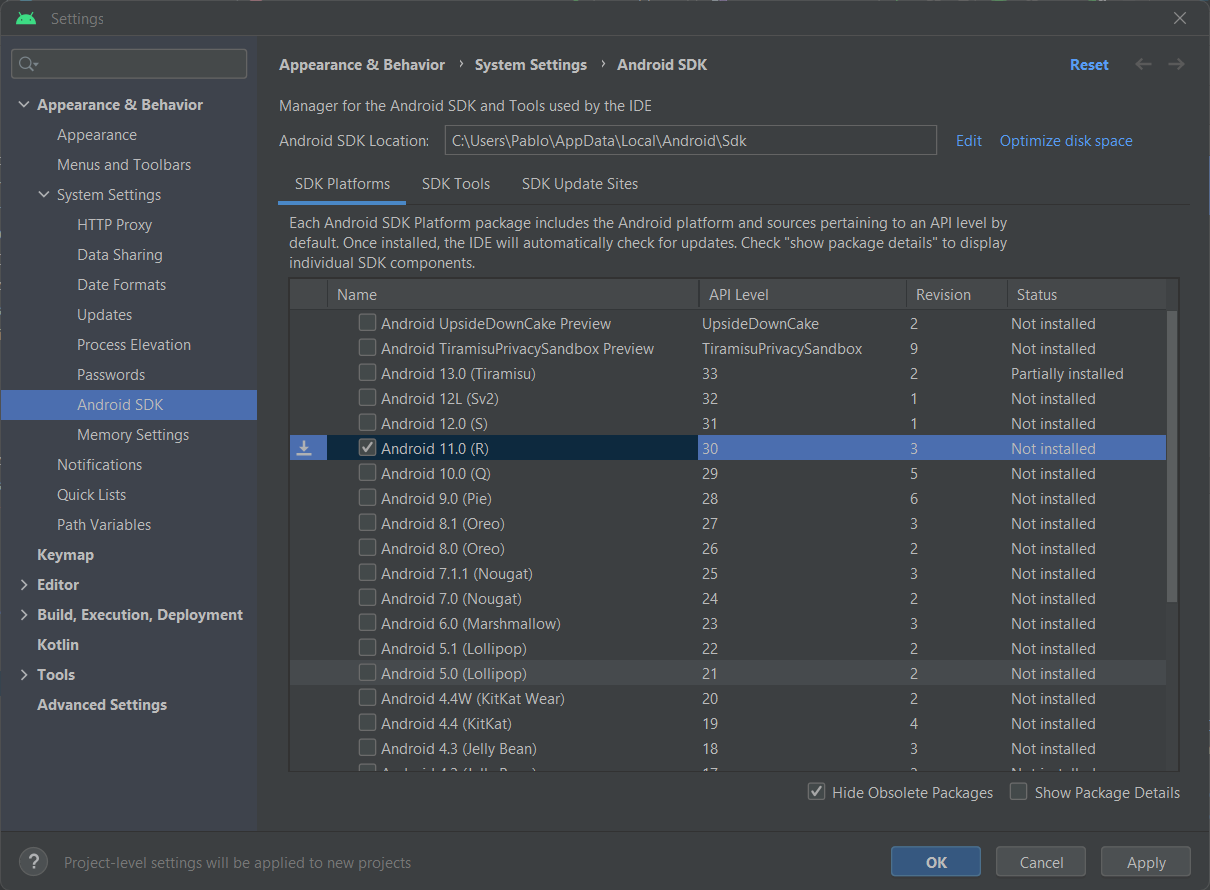 Settings
Appearance & Behavior
Appearance
Menus and Toolbars
System Settings
HTTP Proxy
Data Sharing
Date Formats
Updates
Process Elevation
Passwords
Android SDK
Memory Settings
Notifications
Quick Lists
Path Variables
Keymap
Editor
Build, Execution, Deployment
Kotlin
Tools
Advanced Settings
Appearance & Behavior › System Settings › Android SDK
Reset
Manager for the Android SDK and Tools used by the IDE
Android SDK Location: C:\Users\Pablo\AppData\Local\Android\Sdk Edit Optimize disk space
SDK Platforms SDK Tools SDK Update Sites
Each Android SDK Platform package includes the Android platform and sources pertaining to an API level by
default. Once installed, the IDE will automatically check for updates. Check "show package details" to display
individual SDK components.
Name API Level Revision Status
Android UpsideDownCake Preview UpsideDownCake 2 Not installed
Android TiramisuPrivacySandbox Preview TiramisuPrivacySandbox 9 Not installed
Android 13.0 (Tiramisu) 33 2 Partially installed
Android 12L (Sv2) 32 1 Not installed
Android 12.0 (S) 31 1 Not installed
Android 11.0 (R) 30 3 Not installed
Android 10.0 (Q) 29 5 Not installed
Android 9.0 (Pie) 28 6 Not installed
Android 8.1 (Oreo) 27 3 Not installed
Android 8.0 (Oreo) 26 2 Not installed
Android 7.1.1 (Nougat) 25 3 Not installed
Android 7.0 (Nougat) 24 2 Not installed
Android 6.0 (Marshmallow) 23 3 Not installed
Android 5.1 (Lollipop) 22 2 Not installed
Android 5.0 (Lollipop) 21 2 Not installed
Android 4.4W (KitKat Wear) 20 2 Not installed
Android 4.4 (KitKat) 19 4 Not installed
Android 4.3 (Jelly Bean) 18 3 Not installed
Hide Obsolete Packages Show Package Details
? Project-level settings will be applied to new projects
OK Cancel Apply